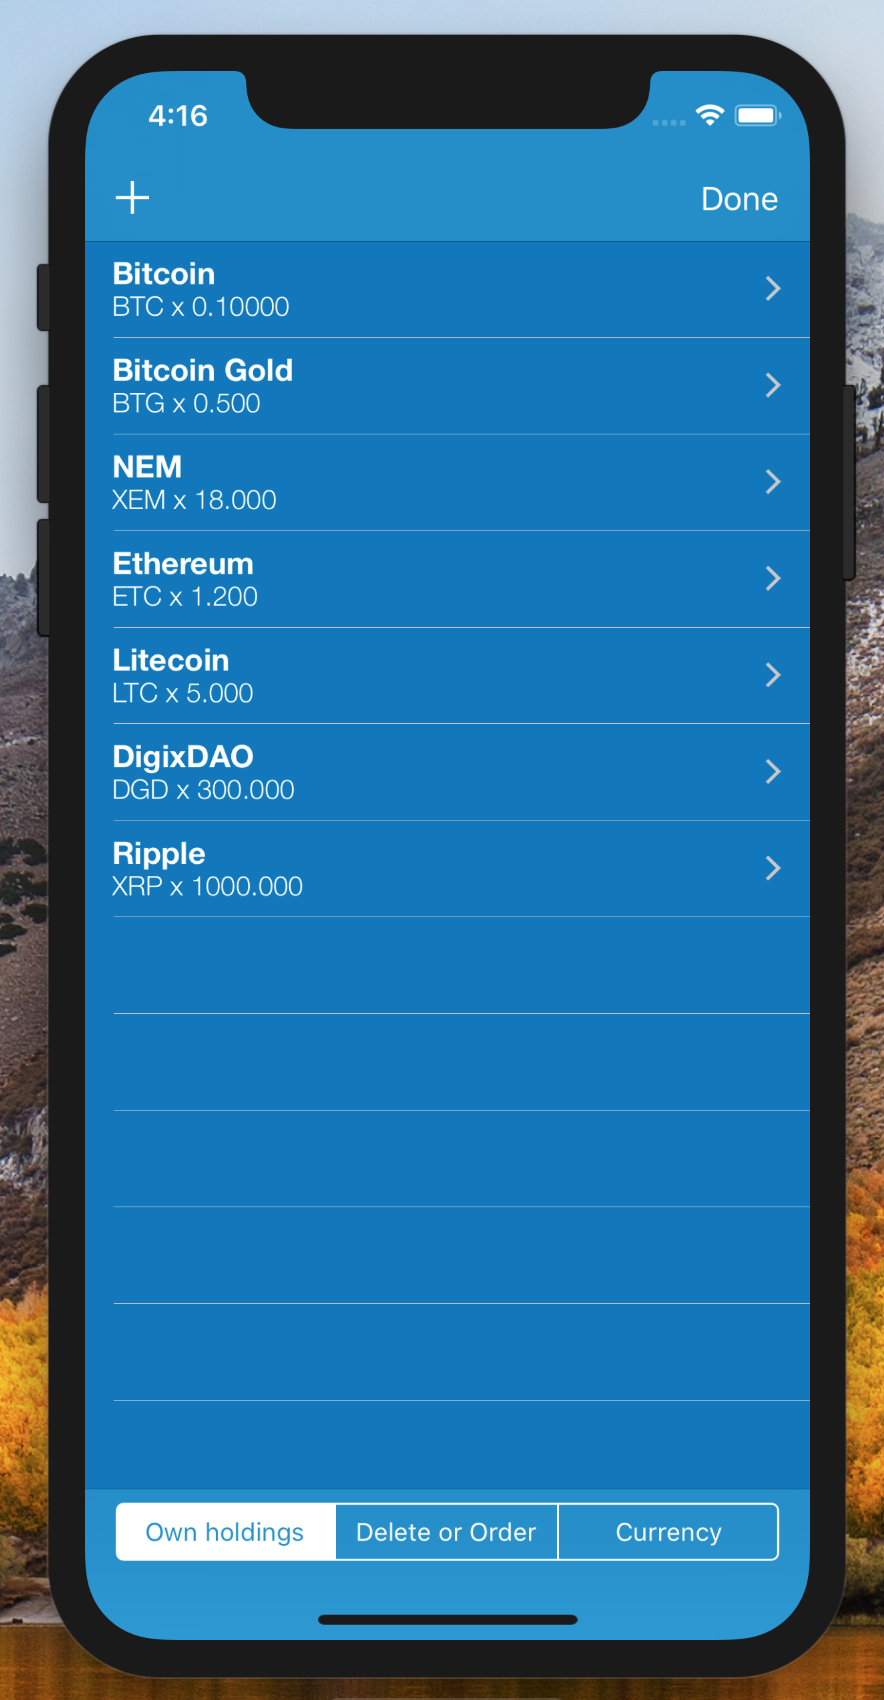 4:16
Done
Bitcoin
BTC x 0.10000
Bitcoin Gold
BTG x 0.500
NEM
XEM x 18.000
Ethereum
ETC x 1.200
Litecoin
LTC x 5.000
DigixDAO
DGD x 300.000
Ripple
XRP x 1000.000
Own holdings
Delete or Order
Currency